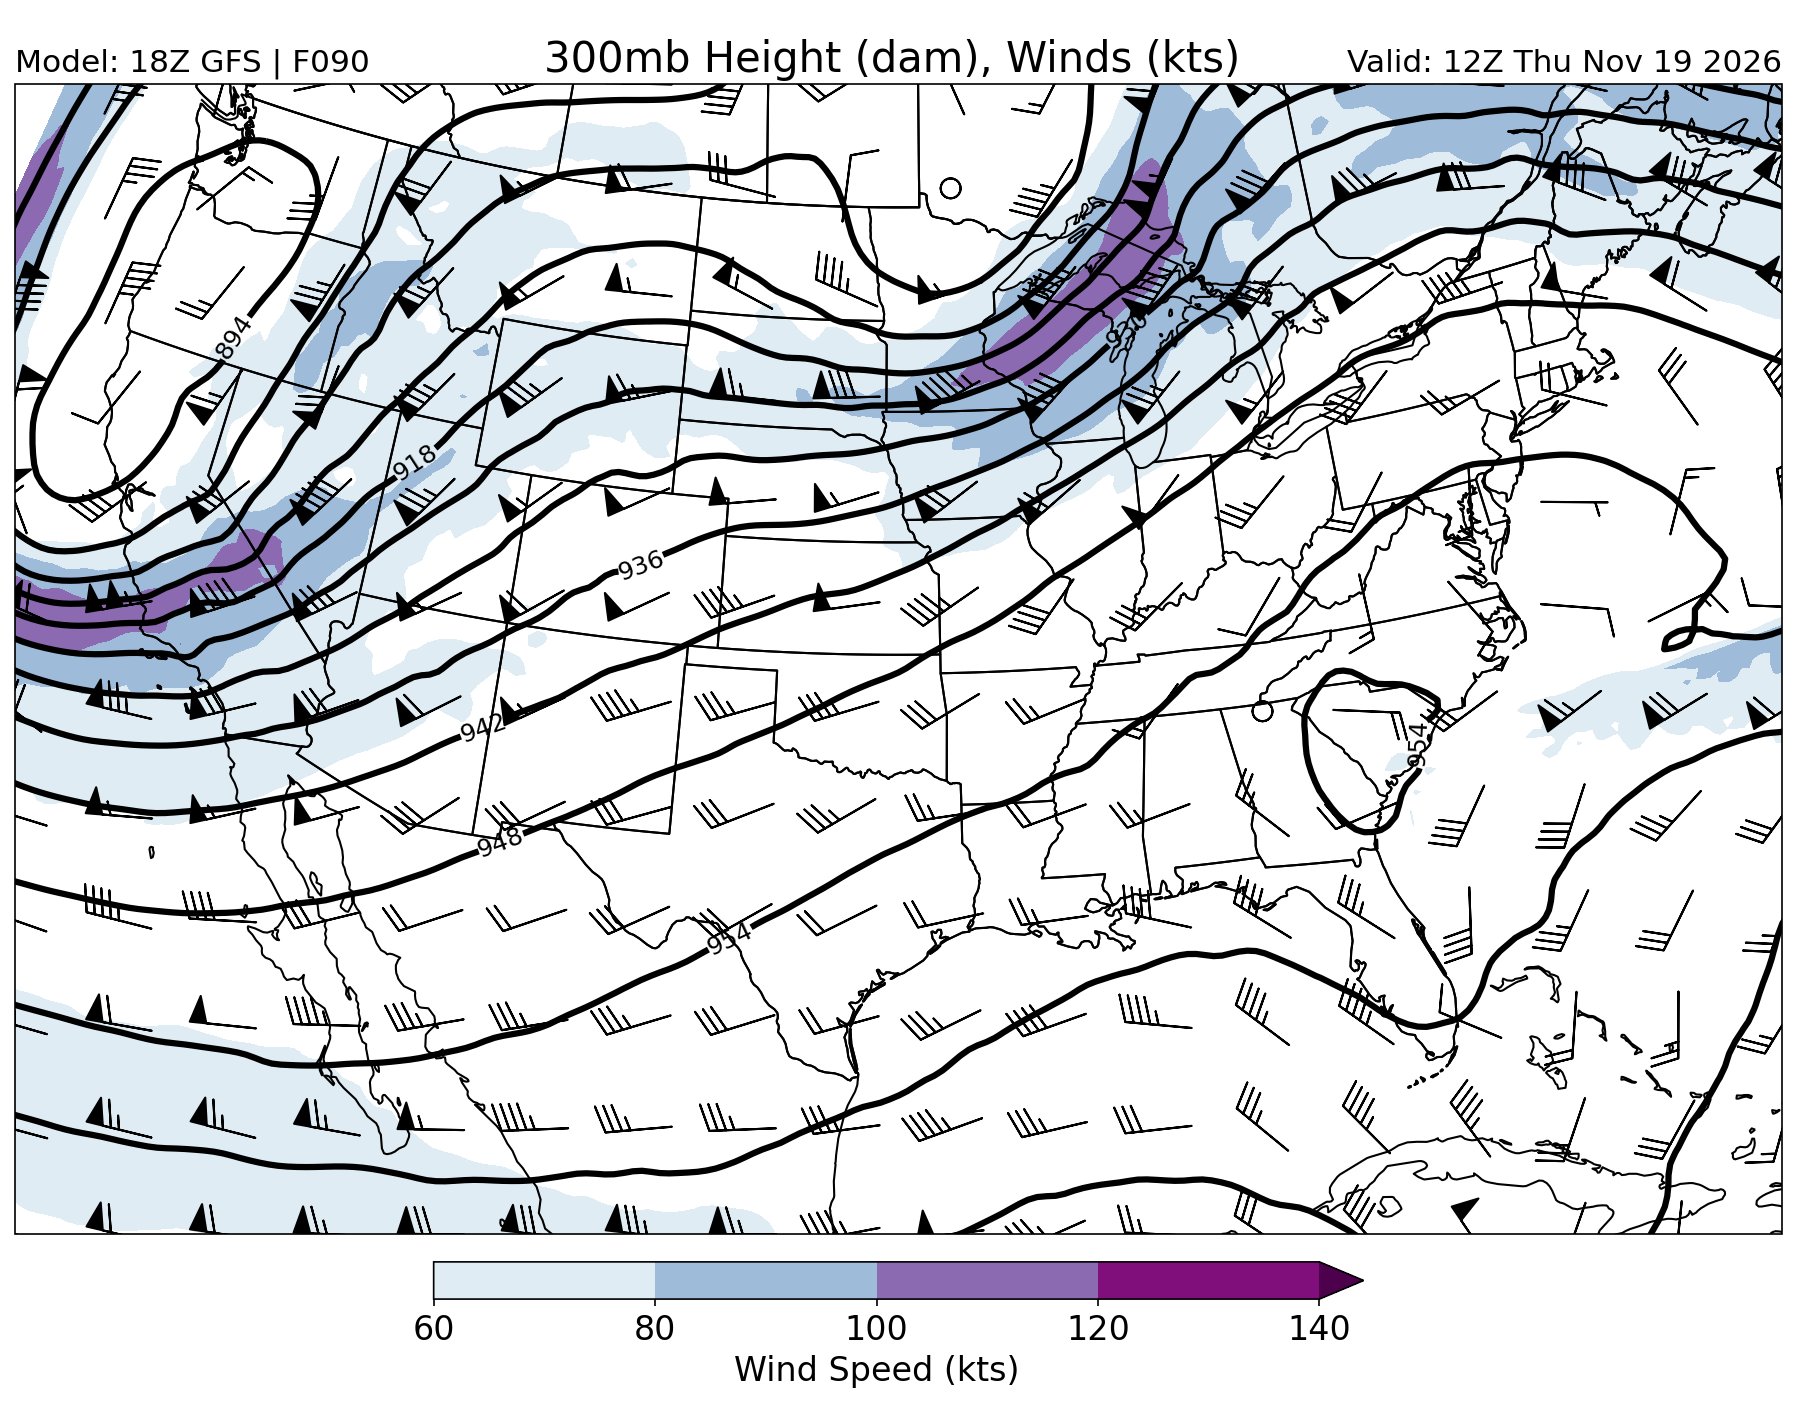 Model: 18Z GFS | F090
300mb Height (dam), Winds (kts)
Valid: 12Z Thu Nov 19 2026
894
930
918
936
942
954
948
954
60 80 100 120 140
Wind Speed (kts)